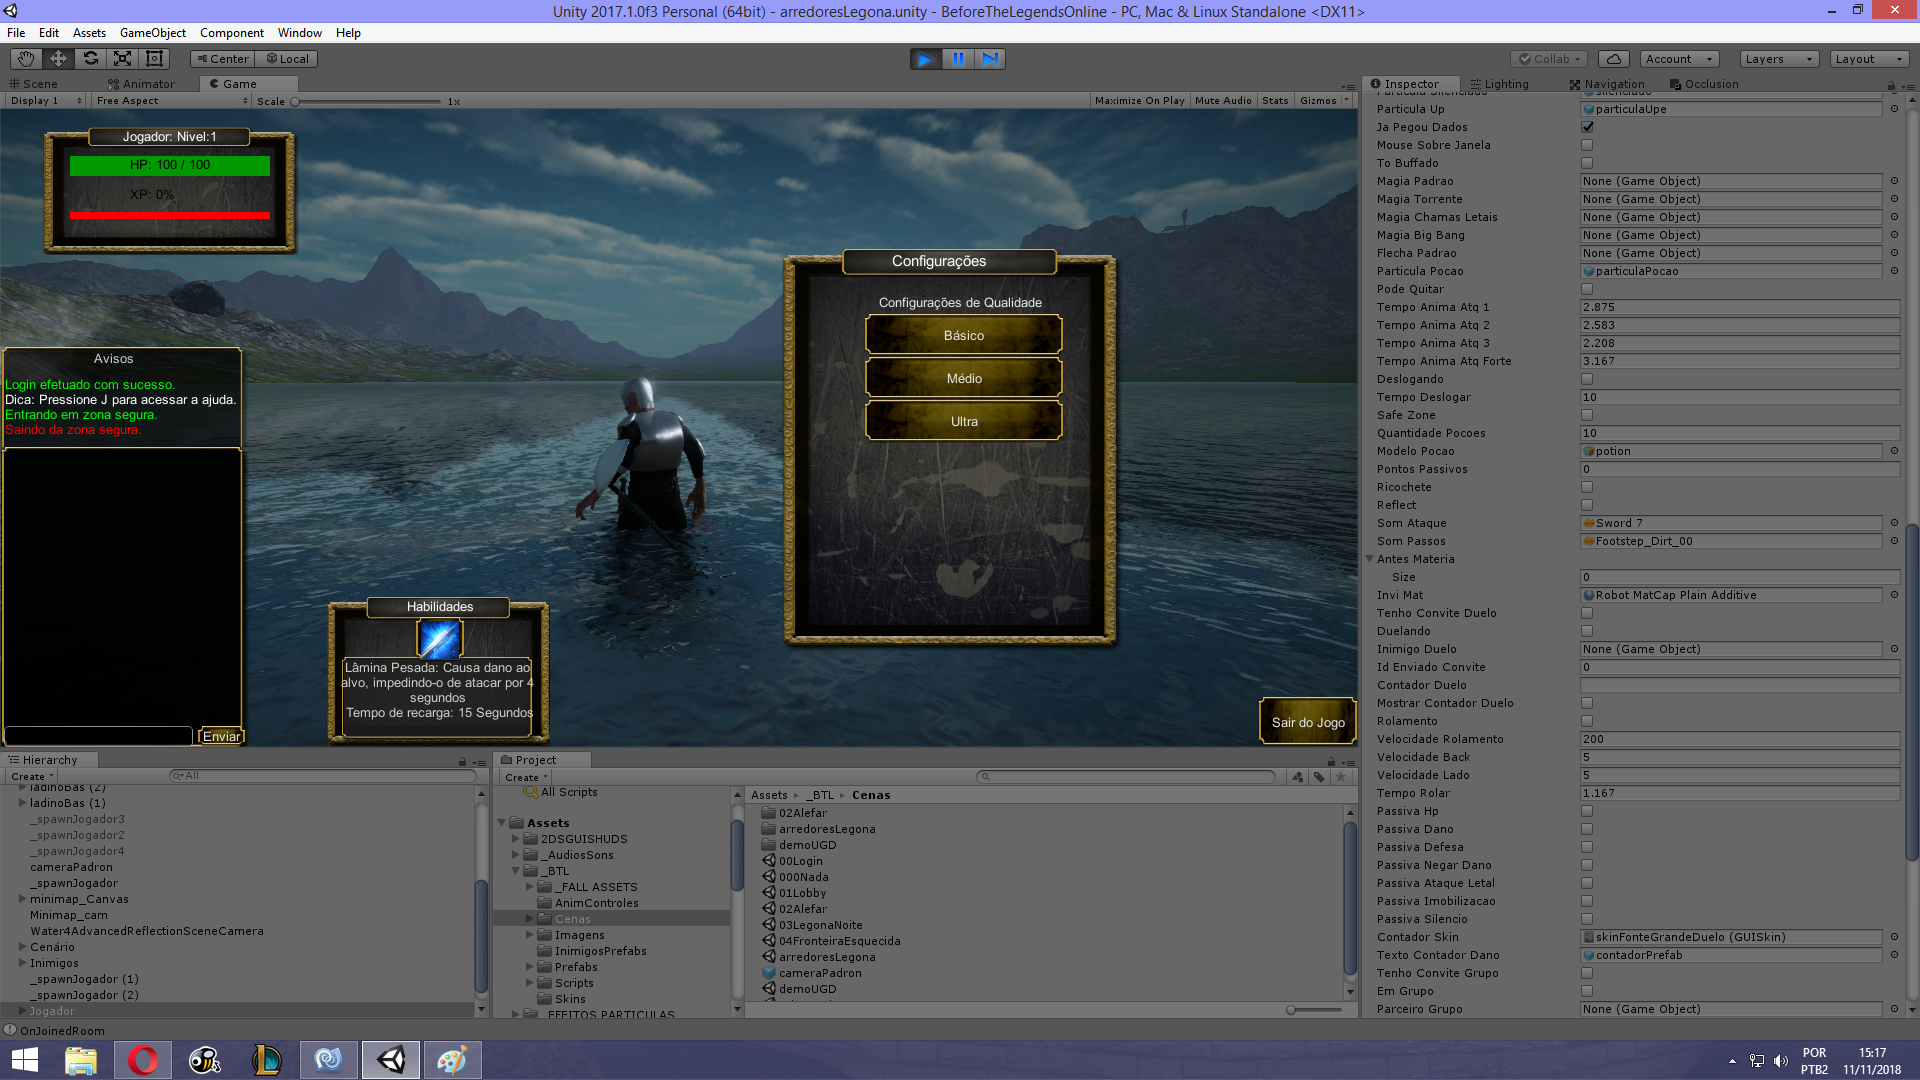 Unity 2017.1.0f3 Personal (64bit) - arredoresLegona.unity - BeforeTheLegendsOnline - PC, Mac & Linux Standalone <DX11>
File Edit Assets GameObject Component Window Help
Center Local
Collab Account Layers Layout
Scene Animator Game
Display 1 Free Aspect Scale 1x Maximize On Play Mute Audio Stats Gizmos
Jogador: Nivel:1
HP: 100 / 100
XP: 0%
Configurações
Configurações de Qualidade
Básico
Médio
Ultra
Avisos
Login efetuado com sucesso.
Dica: Pressione J para acessar a ajuda.
Entrando em zona segura.
Saindo da zona segura.
Enviar
Habilidades
Lâmina Pesada: Causa dano ao
alvo, impedindo-o de atacar por 4
segundos
Tempo de recarga: 15 Segundos
Sair do Jogo
Inspector Lighting Navigation Occlusion
Particula Silenciado silenciado
Particula Up particulaUpe
Ja Pegou Dados
Mouse Sobre Janela
To Buffado
Magia Padrao None (Game Object)
Magia Torrente None (Game Object)
Magia Chamas Letais None (Game Object)
Magia Big Bang None (Game Object)
Flecha Padrao None (Game Object)
Particula Pocao particulaPocao
Pode Quitar
Tempo Anima Atq 1 2.875
Tempo Anima Atq 2 2.583
Tempo Anima Atq 3 2.208
Tempo Anima Atq Forte 3.167
Deslogando
Tempo Deslogar 10
Safe Zone
Quantidade Pocoes 10
Modelo Pocao potion
Pontos Passivos 0
Ricochete
Reflect
Som Ataque Sword 7
Som Passos Footstep_Dirt_00
Antes Materia
Size 0
Invi Mat Robot MatCap Plain Additive
Tenho Convite Duelo
Duelando
Inimigo Duelo None (Game Object)
Id Enviado Convite 0
Contador Duelo
Mostrar Contador Duelo
Rolamento
Velocidade Rolamento 200
Velocidade Back 5
Velocidade Lado 5
Tempo Rolar 1.167
Passiva Hp
Passiva Dano
Passiva Defesa
Passiva Negar Dano
Passiva Ataque Letal
Passiva Imobilizacao
Passiva Silencio
Contador Skin skinFonteGrandeDuelo (GUISkin)
Texto Contador Dano contadorPrefab
Tenho Convite Grupo
Em Grupo
Parceiro Grupo None (Game Object)
Hierarchy
Create All
ladinoBas (2)
ladinoBas (1)
_spawnJogador3
_spawnJogador2
_spawnJogador4
cameraPadron
_spawnJogador
minimap_Canvas
Minimap_cam
Water4AdvancedReflectionSceneCamera
Cenário
Inimigos
_spawnJogador (1)
_spawnJogador (2)
Jogador
Project
Create
All Scripts
Assets
2DSGUISHUDS
_AudiosSons
_BTL
_FALL ASSETS
AnimControles
Cenas
Imagens
InimigosPrefabs
Prefabs
Scripts
Skins
_EFEITOS PARTICULAS
Assets _BTL Cenas
02Alefar
arredoresLegona
demoUGD
00Login
000Nada
01Lobby
02Alefar
03LegonaNoite
04FronteiraEsquecida
arredoresLegona
cameraPadron
demoUGD
OnJoinedRoom
POR
PTB2
15:17
11/11/2018